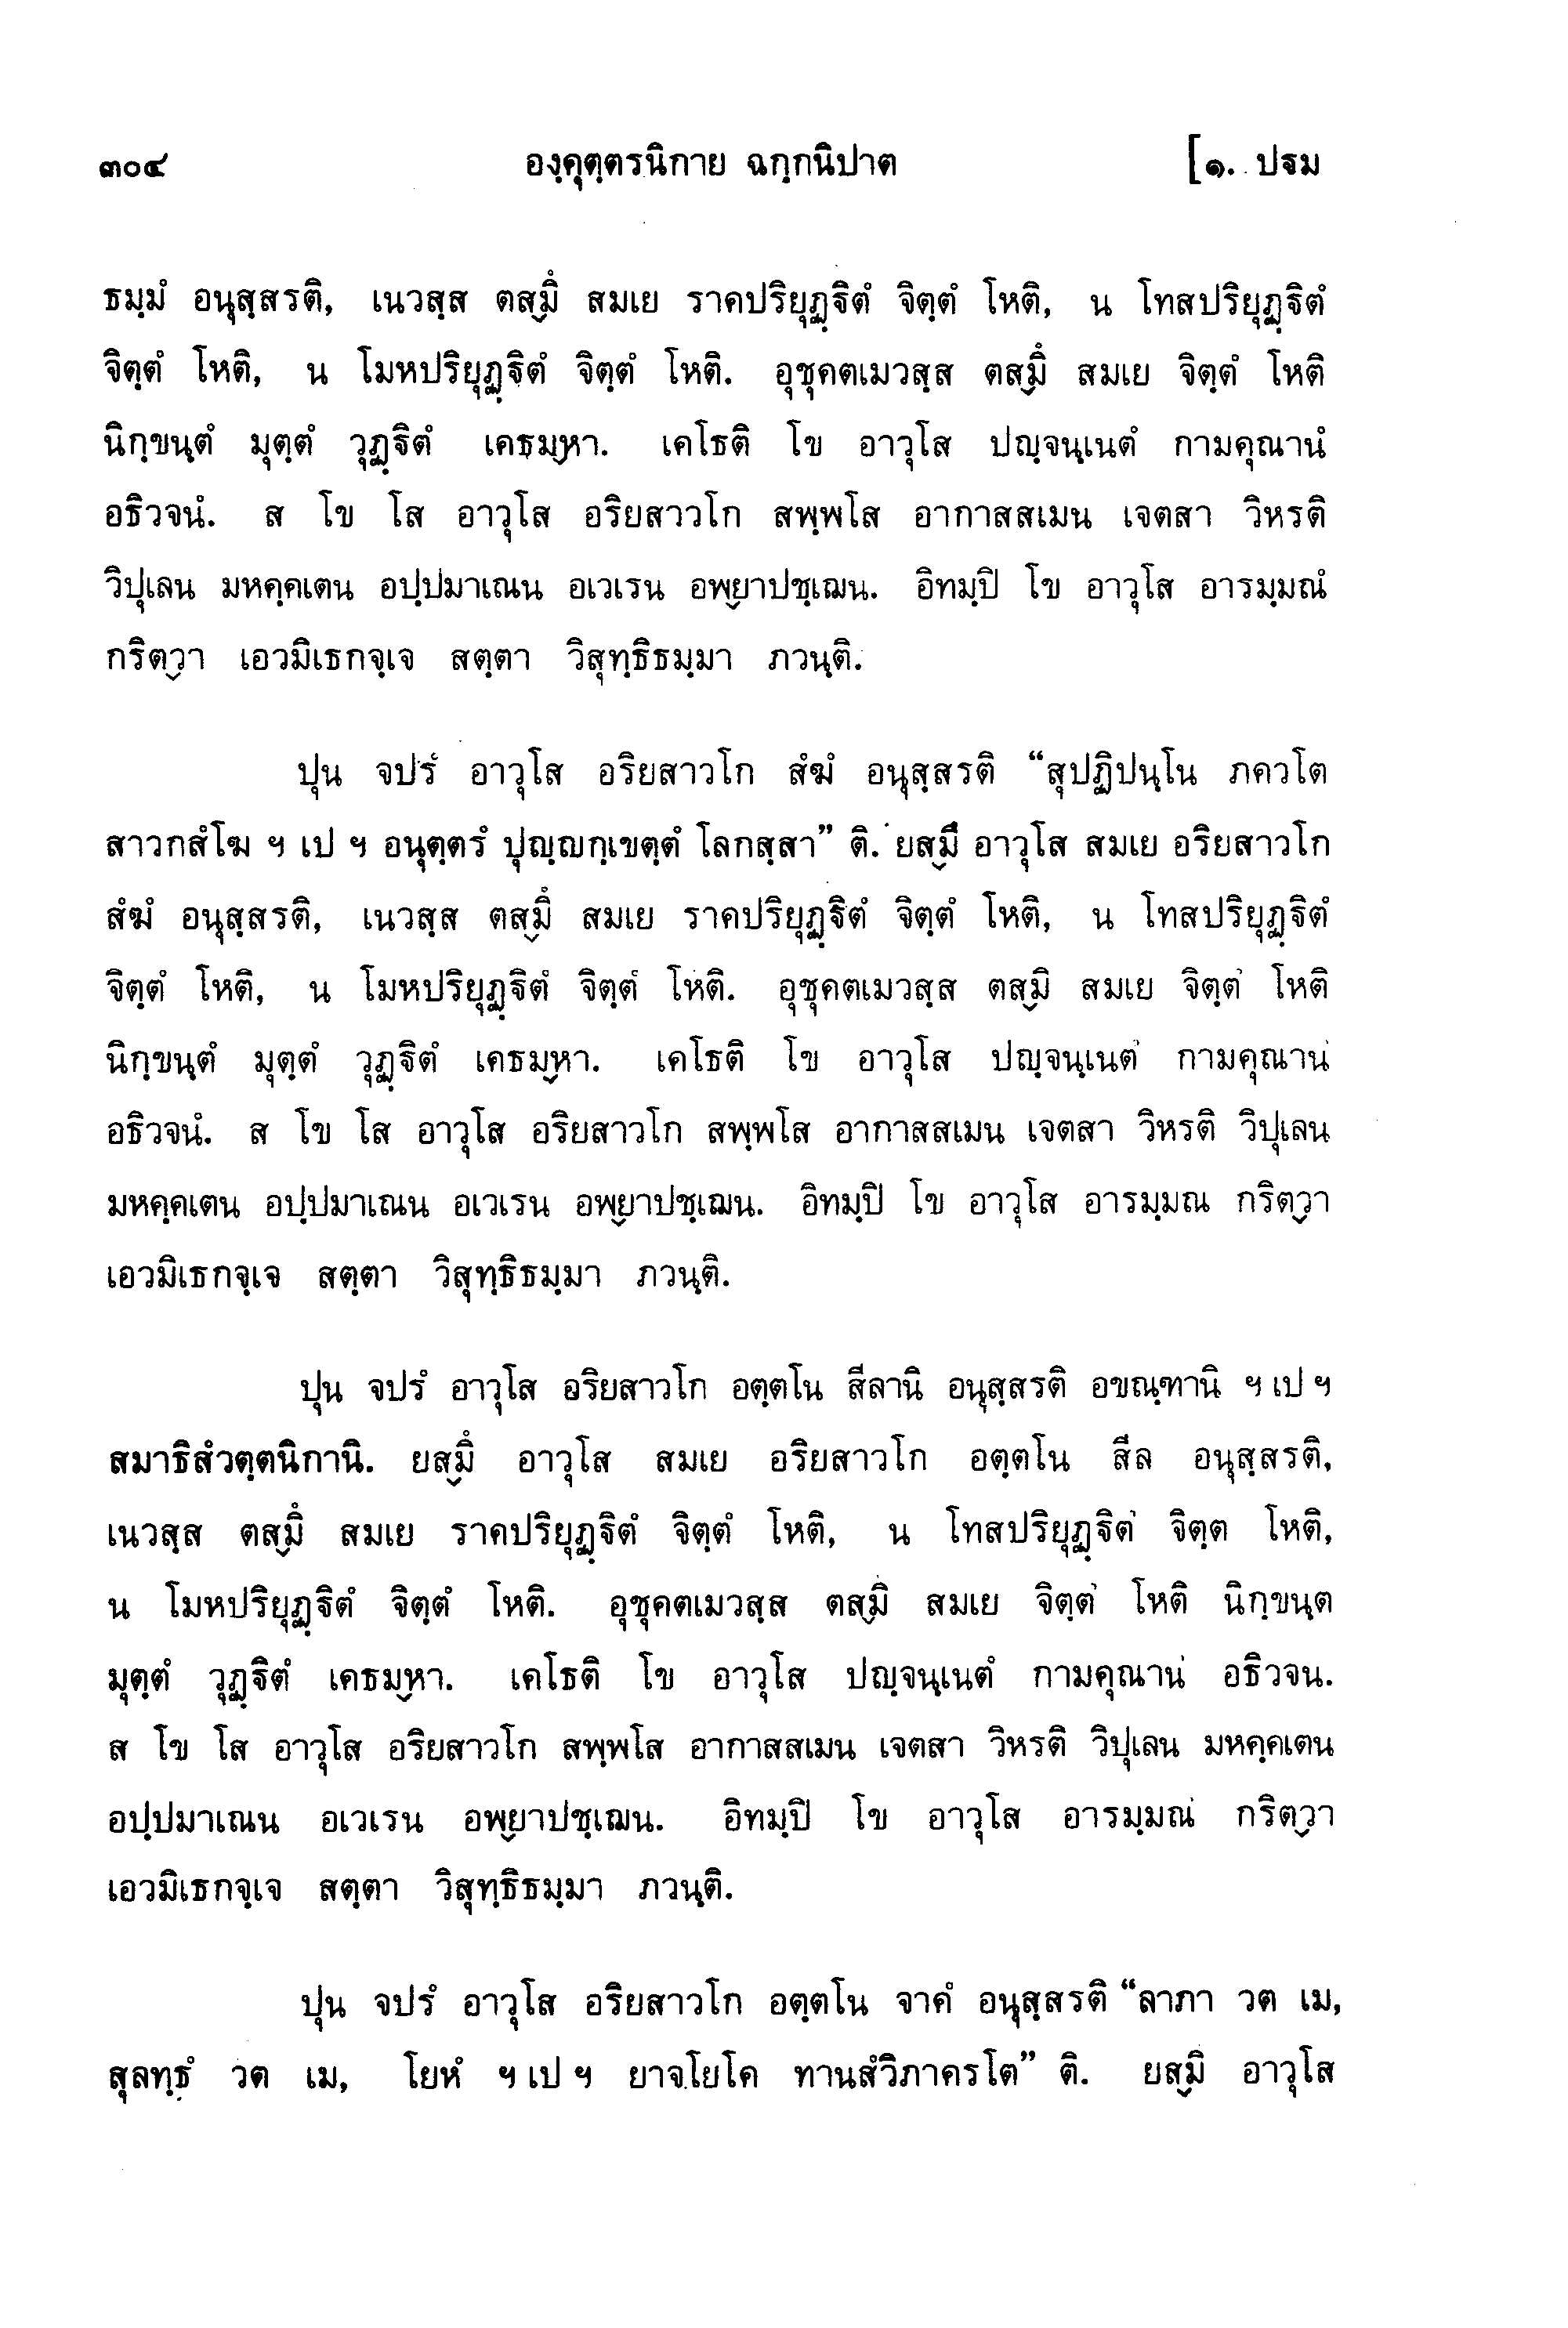 ๓๐๔ องฺคุตฺตรนิกาย ฉกฺกนิปาต [๑. ปฐม
ธมฺมํ อนุสฺสรติ, เนวสฺส ตสฺมึ สมเย ราคปริยุฏฺฐิตํ จิตฺตํ โหติ, น โทสปริยุฏฺฐิตํ
จิตฺตํ โหติ, น โมหปริยุฏฺฐิตํ จิตฺตํ โหติ. อุชุคตเมวสฺส ตสฺมึ สมเย จิตฺตํ โหติ
นิกฺขนฺตํ มุตฺตํ วุฏฺฐิตํ เคธมฺหา. เคโธติ โข อาวุโส ปญฺจนฺเนตํ กามคุณานํ
อธิวจนํ. ส โข โส อาวุโส อริยสาวโก สพฺพโส อากาสสเมน เจตสา วิหรติ
วิปุเลน มหคฺคเตน อปฺปมาเณน อเวเรน อพฺยาปชฺเฌน. อิทมฺปิ โข อาวุโส อารมฺมณํ
กริตฺวา เอวมิเธกจฺเจ สตฺตา วิสุทฺธิธมฺมา ภวนฺติ.
ปุน จปรํ อาวุโส อริยสาวโก สํฆํ อนุสฺสรติ “สุปฏิปนฺโน ภควโต
สาวกสํโฆ ฯ เป ฯ อนุตฺตรํ ปุญฺญกฺเขตฺตํ โลกสฺสา” ติ. ยสฺมึ อาวุโส สมเย อริยสาวโก
สํฆํ อนุสฺสรติ, เนวสฺส ตสฺมึ สมเย ราคปริยุฏฺฐิตํ จิตฺตํ โหติ, น โทสปริยุฏฺฐิตํ
จิตฺตํ โหติ, น โมหปริยุฏฺฐิตํ จิตฺตํ โหติ. อุชุคตเมวสฺส ตสฺมิ สมเย จิตฺตํ โหติ
นิกฺขนฺตํ มุตฺตํ วุฏฺฐิตํ เคธมฺหา. เคโธติ โข อาวุโส ปญฺจนฺเนตํ กามคุณานํ
อธิวจนํ. ส โข โส อาวุโส อริยสาวโก สพฺพโส อากาสสเมน เจตสา วิหรติ วิปุเลน
มหคฺคเตน อปฺปมาเณน อเวเรน อพฺยาปชฺเฌน. อิทมฺปิ โข อาวุโส อารมฺมณ กริตฺวา
เอวมิเธกจฺเจ สตฺตา วิสุทฺธิธมฺมา ภวนฺติ.
ปุน จปรํ อาวุโส อริยสาวโก อตฺตโน สีลานิ อนุสฺสรติ อขณฺฑานิ ฯ เป ฯ
สมาธิสํวตฺตนิกานิ. ยสฺมึ อาวุโส สมเย อริยสาวโก อตฺตโน สีล อนุสฺสรติ,
เนวสฺส ตสฺมึ สมเย ราคปริยุฏฺฐิตํ จิตฺตํ โหติ, น โทสปริยุฏฺฐิตํ จิตฺต โหติ,
น โมหปริยุฏฺฐิตํ จิตฺตํ โหติ. อุชุคตเมวสฺส ตสฺมึ สมเย จิตฺตํ โหติ นิกฺขนฺต
มุตฺตํ วุฏฺฐิตํ เคธมฺหา. เคโธติ โข อาวุโส ปญฺจนฺเนตํ กามคุณานํ อธิวจน.
ส โข โส อาวุโส อริยสาวโก สพฺพโส อากาสสเมน เจตสา วิหรติ วิปุเลน มหคฺคเตน
อปฺปมาเณน อเวเรน อพฺยาปชฺเฌน. อิทมฺปิ โข อาวุโส อารมฺมณํ กริตฺวา
เอวมิเธกจฺเจ สตฺตา วิสุทฺธิธมฺมา ภวนฺติ.
ปุน จปรํ อาวุโส อริยสาวโก อตฺตโน จาคํ อนุสฺสรติ “ลาภา วต เม,
สุลทฺธํ วต เม, โยหํ ฯ เป ฯ ยาจโยโค ทานสํวิภาครโต” ติ. ยสฺมิ อาวุโส